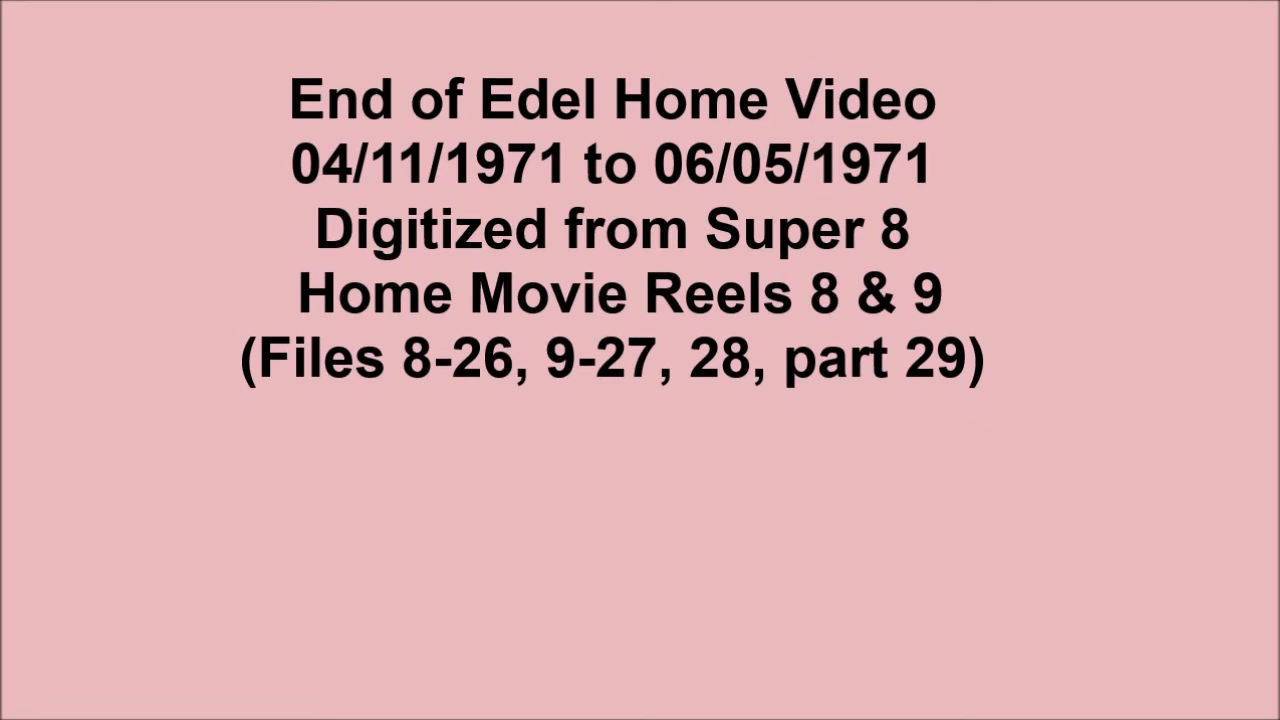 End of Edel Home Video
04/11/1971 to 06/05/1971
Digitized from Super 8
Home Movie Reels 8 & 9
(Files 8-26, 9-27, 28, part 29)